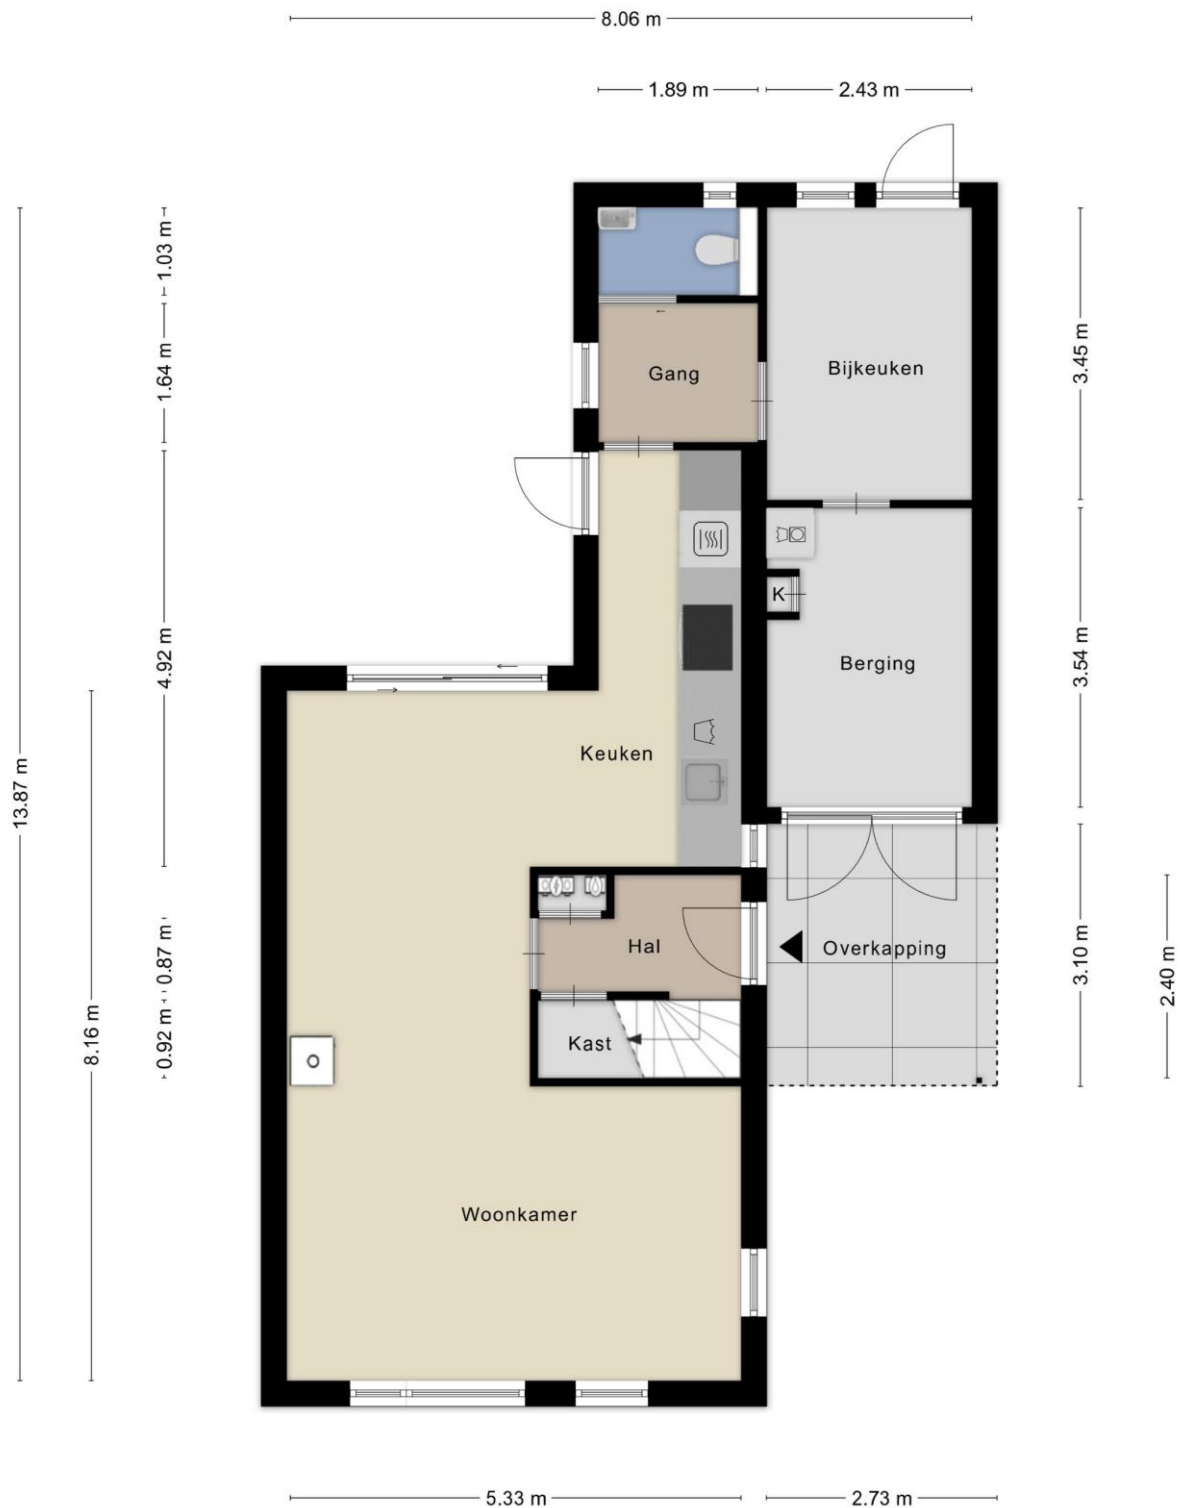 8.06 m
1.89 m
2.43 m
1.03 m
1.64 m
3.45 m
Gang
Bijkeuken
4.92 m
K
3.54 m
Berging
Keuken
13.87 m
Hal
Overkapping
0.87 m
3.10 m
2.40 m
8.16 m
0.92 m
Kast
Woonkamer
5.33 m
2.73 m